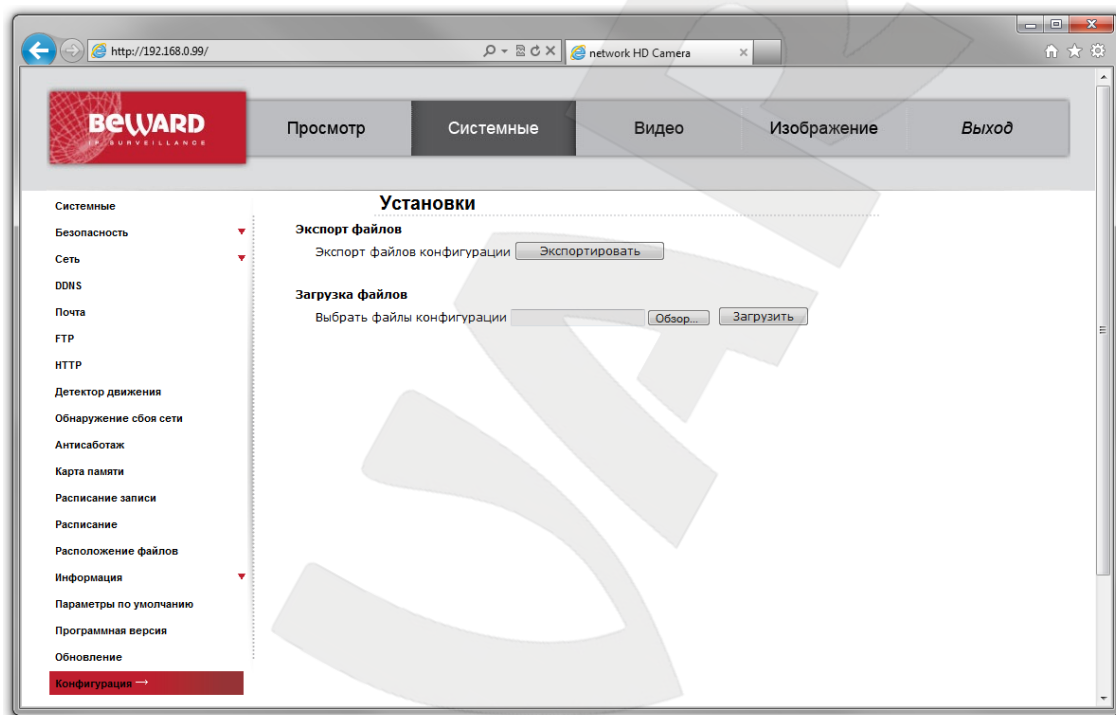 http://192.168.0.99/
network HD Camera
BEWARD
IP SURVEILLANCE
Просмотр
Системные
Видео
Изображение
Выход
Системные
Безопасность
Сеть
DDNS
Почта
FTP
HTTP
Детектор движения
Обнаружение сбоя сети
Антисаботаж
Карта памяти
Расписание записи
Расписание
Расположение файлов
Информация
Параметры по умолчанию
Программная версия
Обновление
Конфигурация →
Установки
Экспорт файлов
Экспорт файлов конфигурации Экспортировать
Загрузка файлов
Выбрать файлы конфигурации Обзор... Загрузить